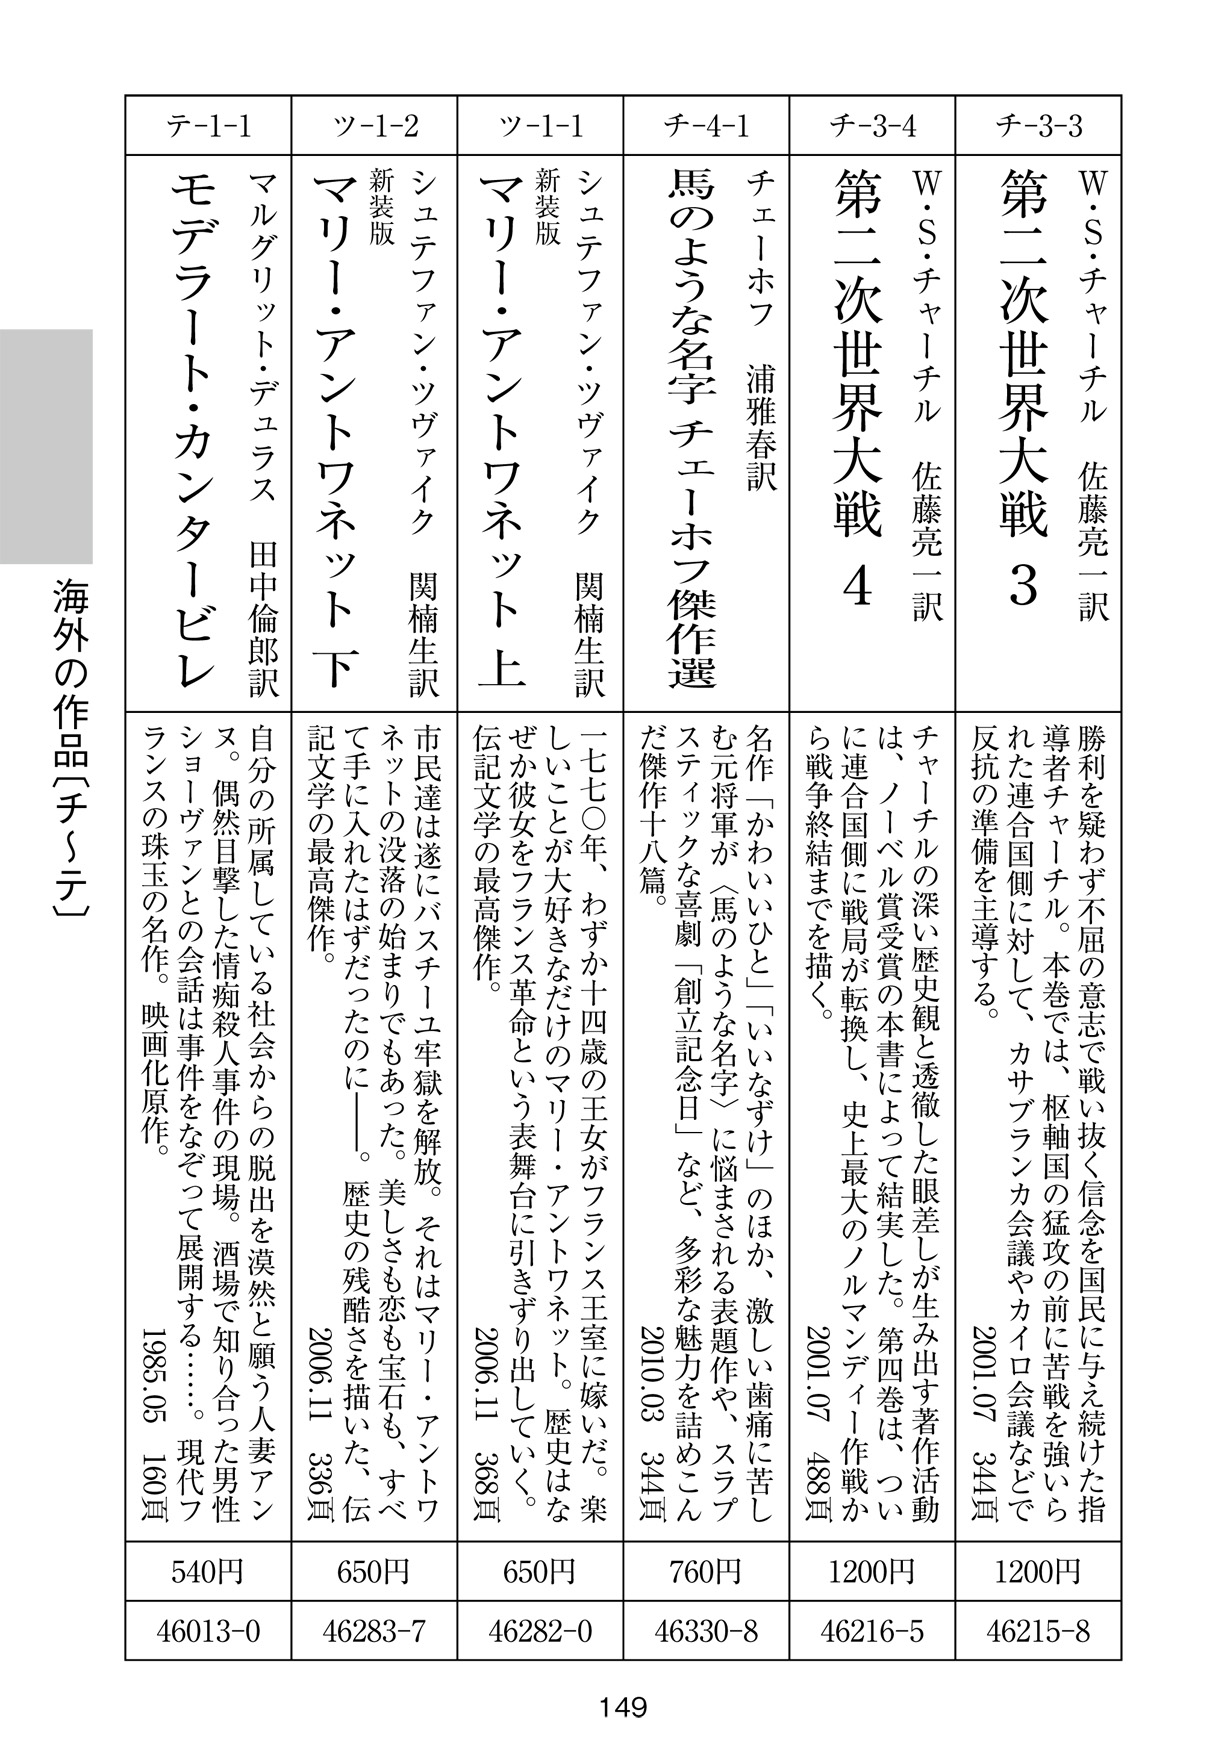 チ-3-3
W・S・チャーチル 佐藤亮一訳
第二次世界大戦 3
勝利を疑わず不屈の意志で戦い抜く信念を国民に与え続けた指
導者チャーチル。本巻では、枢軸国の猛攻の前に苦戦を強いら
れた連合国側に対して、カサブランカ会議やカイロ会議などで
反抗の準備を主導する。
2001.07 344頁
1200円
46215-8
チ-3-4
W・S・チャーチル 佐藤亮一訳
第二次世界大戦 4
チャーチルの深い歴史観と透徹した眼差しが生み出す著作活動
は、ノーベル賞受賞の本書によって結実した。第四巻は、つい
に連合国側に戦局が転換し、史上最大のノルマンディー作戦か
ら戦争終結までを描く。
2001.07 488頁
1200円
46216-5
チ-4-1
チェーホフ 浦雅春訳
馬のような名字 チェーホフ傑作選
名作「かわいいひと」「いいなずけ」のほか、激しい歯痛に苦し
む元将軍が〈馬のような名字〉に悩まされる表題作や、スラプ
スティックな喜劇「創立記念日」など、多彩な魅力を詰めこん
だ傑作十八篇。
2010.03 344頁
760円
46330-8
ツ-1-1
シュテファン・ツヴァイク 関楠生訳
新装版
マリー・アントワネット 上
一七七〇年、わずか十四歳の王女がフランス王室に嫁いだ。楽
しいことが大好きなだけのマリー・アントワネット。歴史はな
ぜか彼女をフランス革命という表舞台に引きずり出していく。
伝記文学の最高傑作。
2006.11 368頁
650円
46282-0
ツ-1-2
シュテファン・ツヴァイク 関楠生訳
新装版
マリー・アントワネット 下
市民達は遂にバスチーユ牢獄を解放。それはマリー・アントワ
ネットの没落の始まりでもあった。美しさも恋も宝石も、すべ
て手に入れたはずだったのに――。歴史の残酷さを描いた、伝
記文学の最高傑作。
2006.11 336頁
650円
46283-7
テ-1-1
マルグリット・デュラス 田中倫郎訳
モデラート・カンタービレ
自分の所属している社会からの脱出を漠然と願う人妻アン
ヌ。偶然目撃した情痴殺人事件の現場。酒場で知り合った男性
ショーヴァンとの会話は事件をなぞって展開する……。現代フ
ランスの珠玉の名作。映画化原作。
1985.05 160頁
540円
46013-0
海外の作品〔チ〜テ〕
149